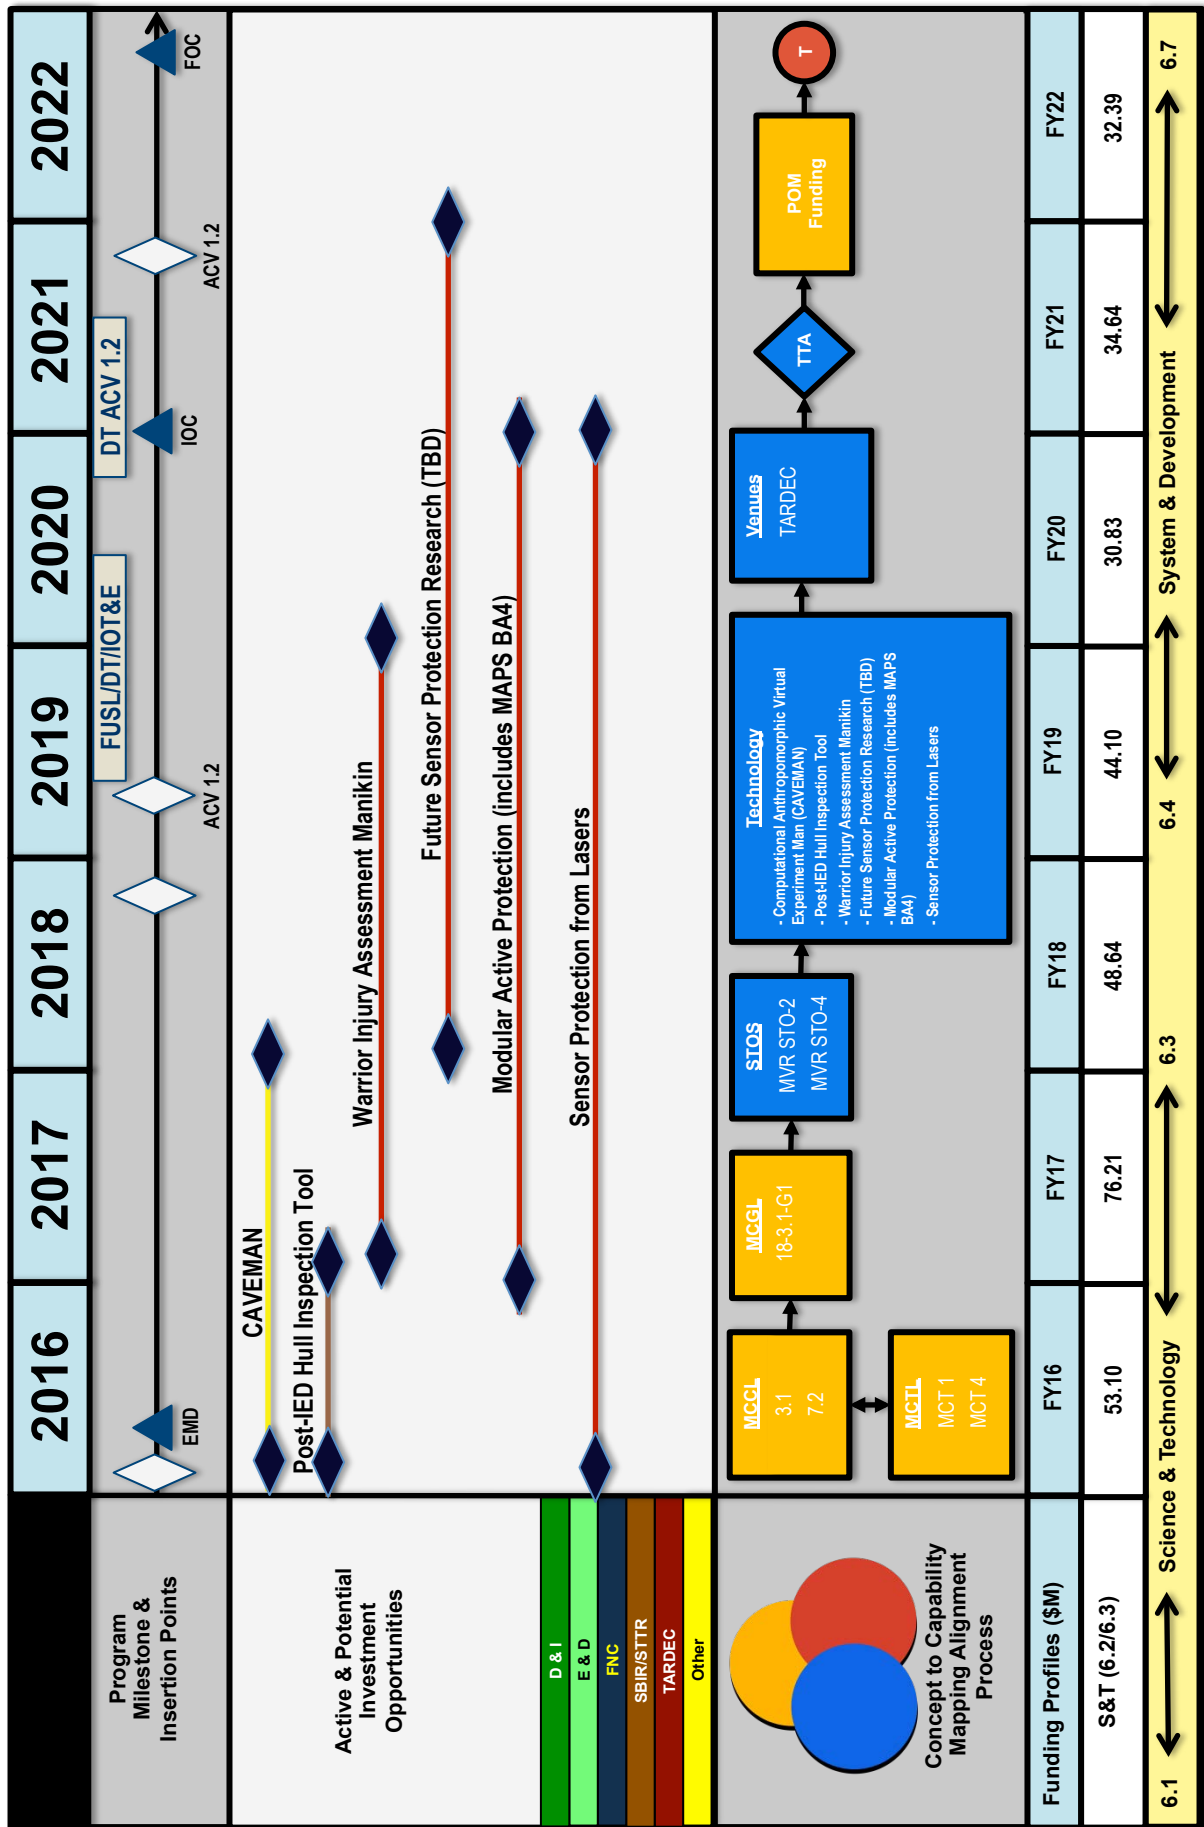 2016
2017
2018
2019
2020
2021
2022
Program
Milestone &
Insertion Points
FUSL/DT/IOT&E
DT ACV 1.2
EMD
ACV 1.2
IOC
ACV 1.2
FOC
Active & Potential
Investment
Opportunities
D & I
E & D
FNC
SBIR/STTR
TARDEC
Other
CAVEMAN
Post-IED Hull Inspection Tool
Warrior Injury Assessment Manikin
Future Sensor Protection Research (TBD)
Modular Active Protection (includes MAPS BA4)
Sensor Protection from Lasers
Concept to Capability
Mapping Alignment
Process
MCCL
3.1
7.2
MCTL
MCT 1
MCT 4
MCGL
18-3.1-G1
STOS
MVR STO-2
MVR STO-4
Technology
- Computational Anthropomorphic Virtual
Experiment Man (CAVEMAN)
- Post-IED Hull Inspection Tool
- Warrior Injury Assessment Manikin
- Future Sensor Protection Research (TBD)
- Modular Active Protection (includes MAPS
BA4)
- Sensor Protection from Lasers
Venues
TARDEC
TTA
POM
Funding
T
Funding Profiles ($M)
FY16
FY17
FY18
FY19
FY20
FY21
FY22
S&T (6.2/6.3)
53.10
76.21
48.64
44.10
30.83
34.64
32.39
6.1
Science & Technology
6.3
6.4
System & Development
6.7